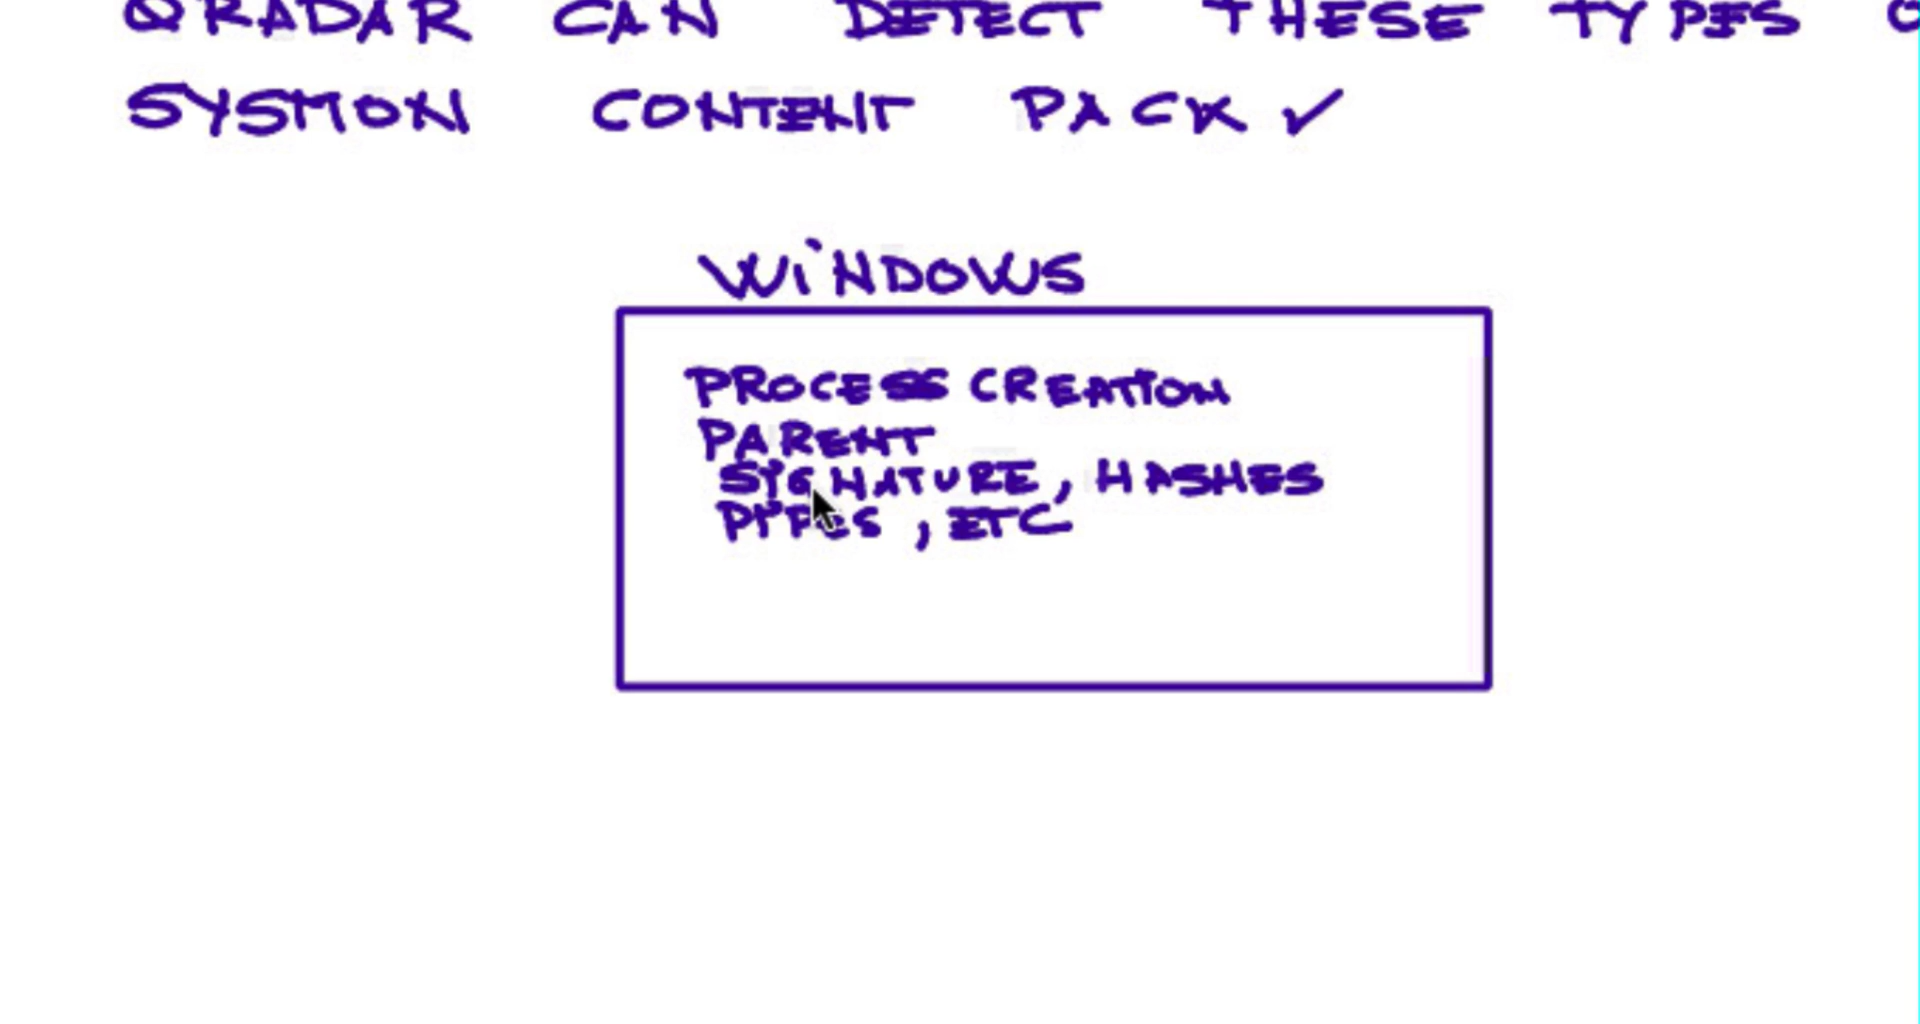 QRADAR CAN DETECT THESE TYPES
SYSMON CONTENT PACK ✓
WiNDOWS
PROCESS CREATION
PARENT
SIGNATURE, HASHES
PIPES, ETC